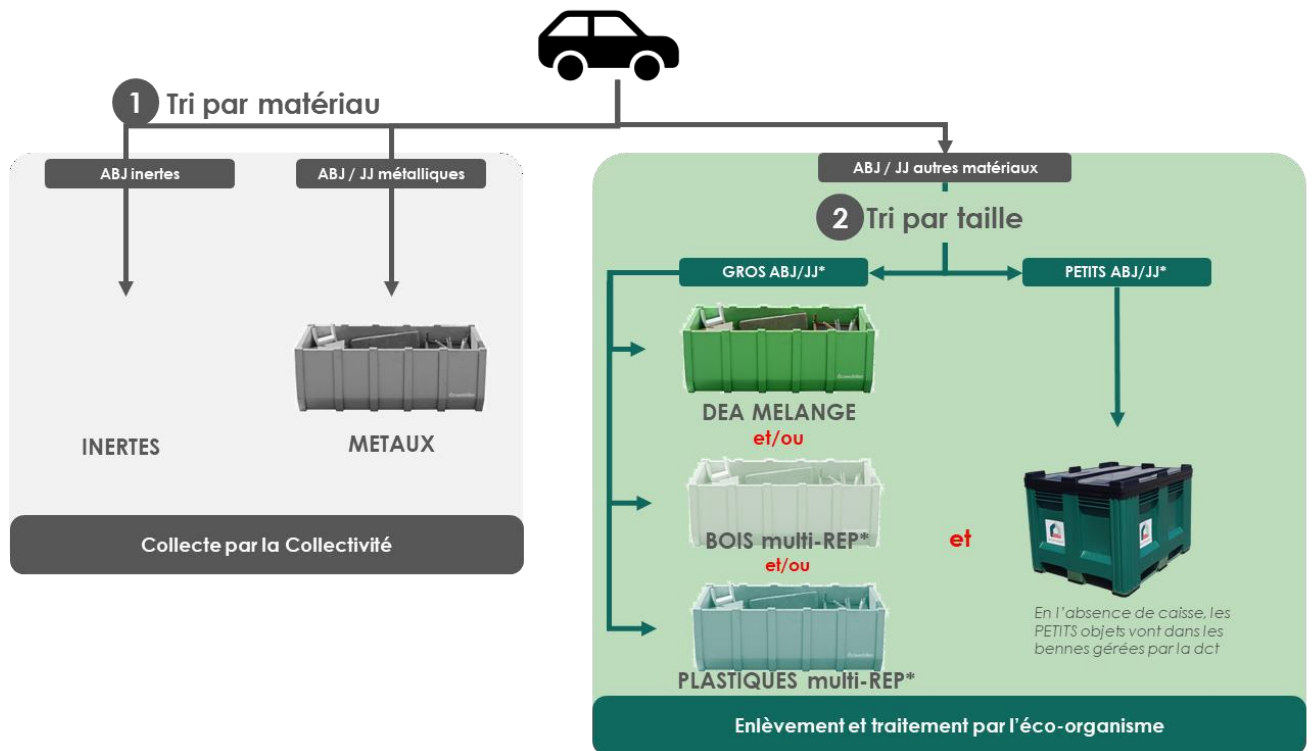 1 Tri par matériau
ABJ inertes
ABJ / JJ métalliques
INERTES
METAUX
Collecte par la Collectivité
ABJ / JJ autres matériaux
2 Tri par taille
GROS ABJ/JJ*
PETITS ABJ/JJ*
DEA MELANGE
et/ou
BOIS multi-REP*
et/ou
PLASTIQUES multi-REP*
et
En l'absence de caisse, les
PETITS objets vont dans les
bennes gérées par la dct
Enlèvement et traitement par l'éco-organisme